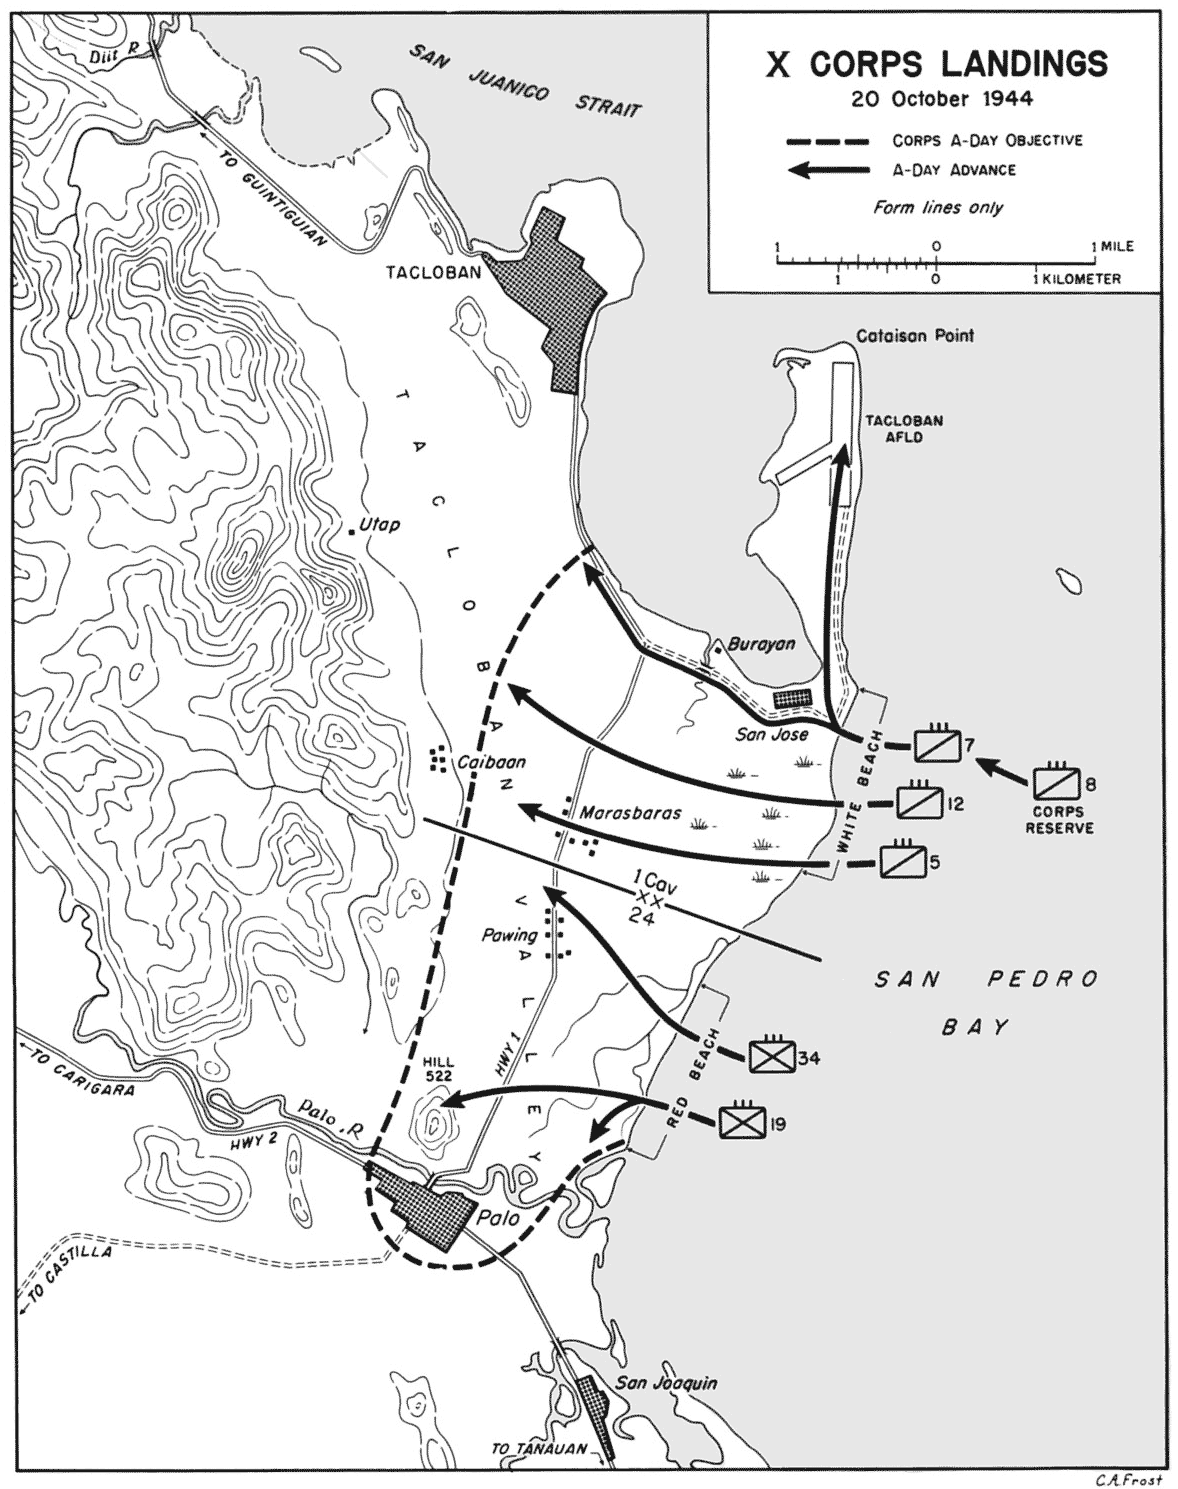 X CORPS LANDINGS
20 October 1944
CORPS A-DAY OBJECTIVE
A-DAY ADVANCE
Form lines only
1 0 1 MILE
1 0 1 KILOMETER
Diit R
SAN JUANICO STRAIT
TO GUINTIGUIAN
TACLOBAN
Cataisan Point
TACLOBAN
AFLD
TACLOBAN VALLEY
Utap
Burayan
San Jose
WHITE BEACH
7
8
CORPS
RESERVE
12
5
Caibaan
Marasbaras
1 Cav
XX
24
Pawing
SAN PEDRO
BAY
HWY 1
RED BEACH
34
19
HILL
522
TO CARIGARA
Palo R
HWY 2
Palo
TO CASTILLA
San Joaquin
TO TANAUAN
C.A.Frost